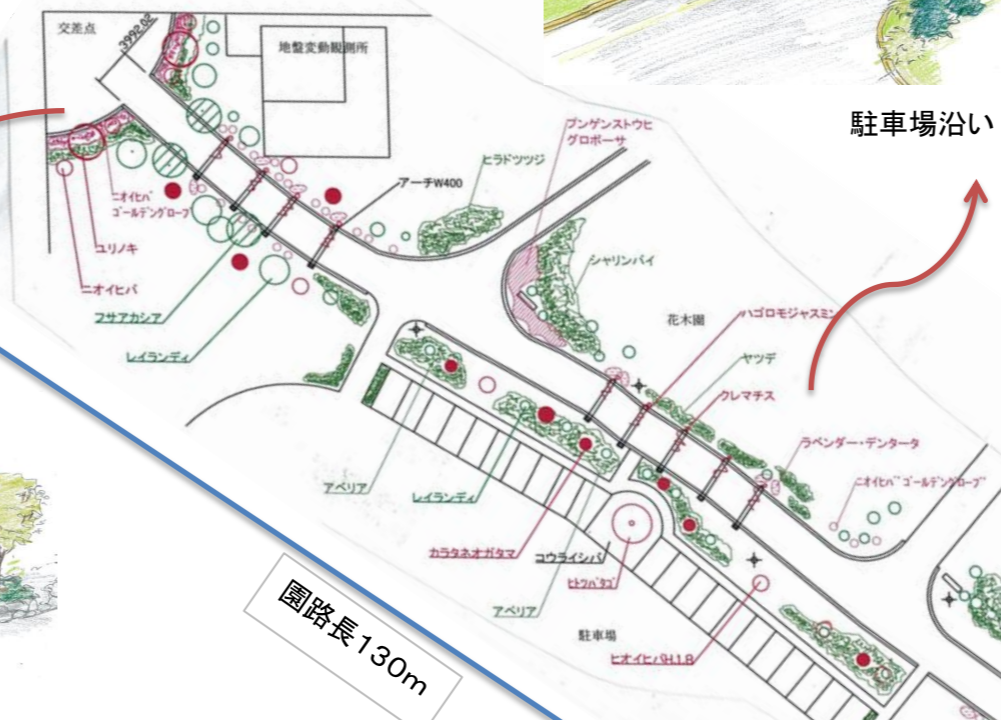 交差点
3992.02
地盤変動観測所
プンゲンストウヒ
グロボーサ
ヒラドツツジ
駐車場沿い
アーチW400
ニオイヒバ
ゴールデングローブ
ユリノキ
ニオイヒバ
フサアカシア
レイランディ
シャリンバイ
花木園
ハゴロモジャスミン
ヤツデ
クレマチス
ラベンダー・デンタータ
ニオイヒバ ゴールデングローブ
アベリア
レイランディ
カラタネオガタマ
コウライシバ
ヒトツバタゴ
アベリア
駐車場
ヒオイヒバH.1.8
園路長130m